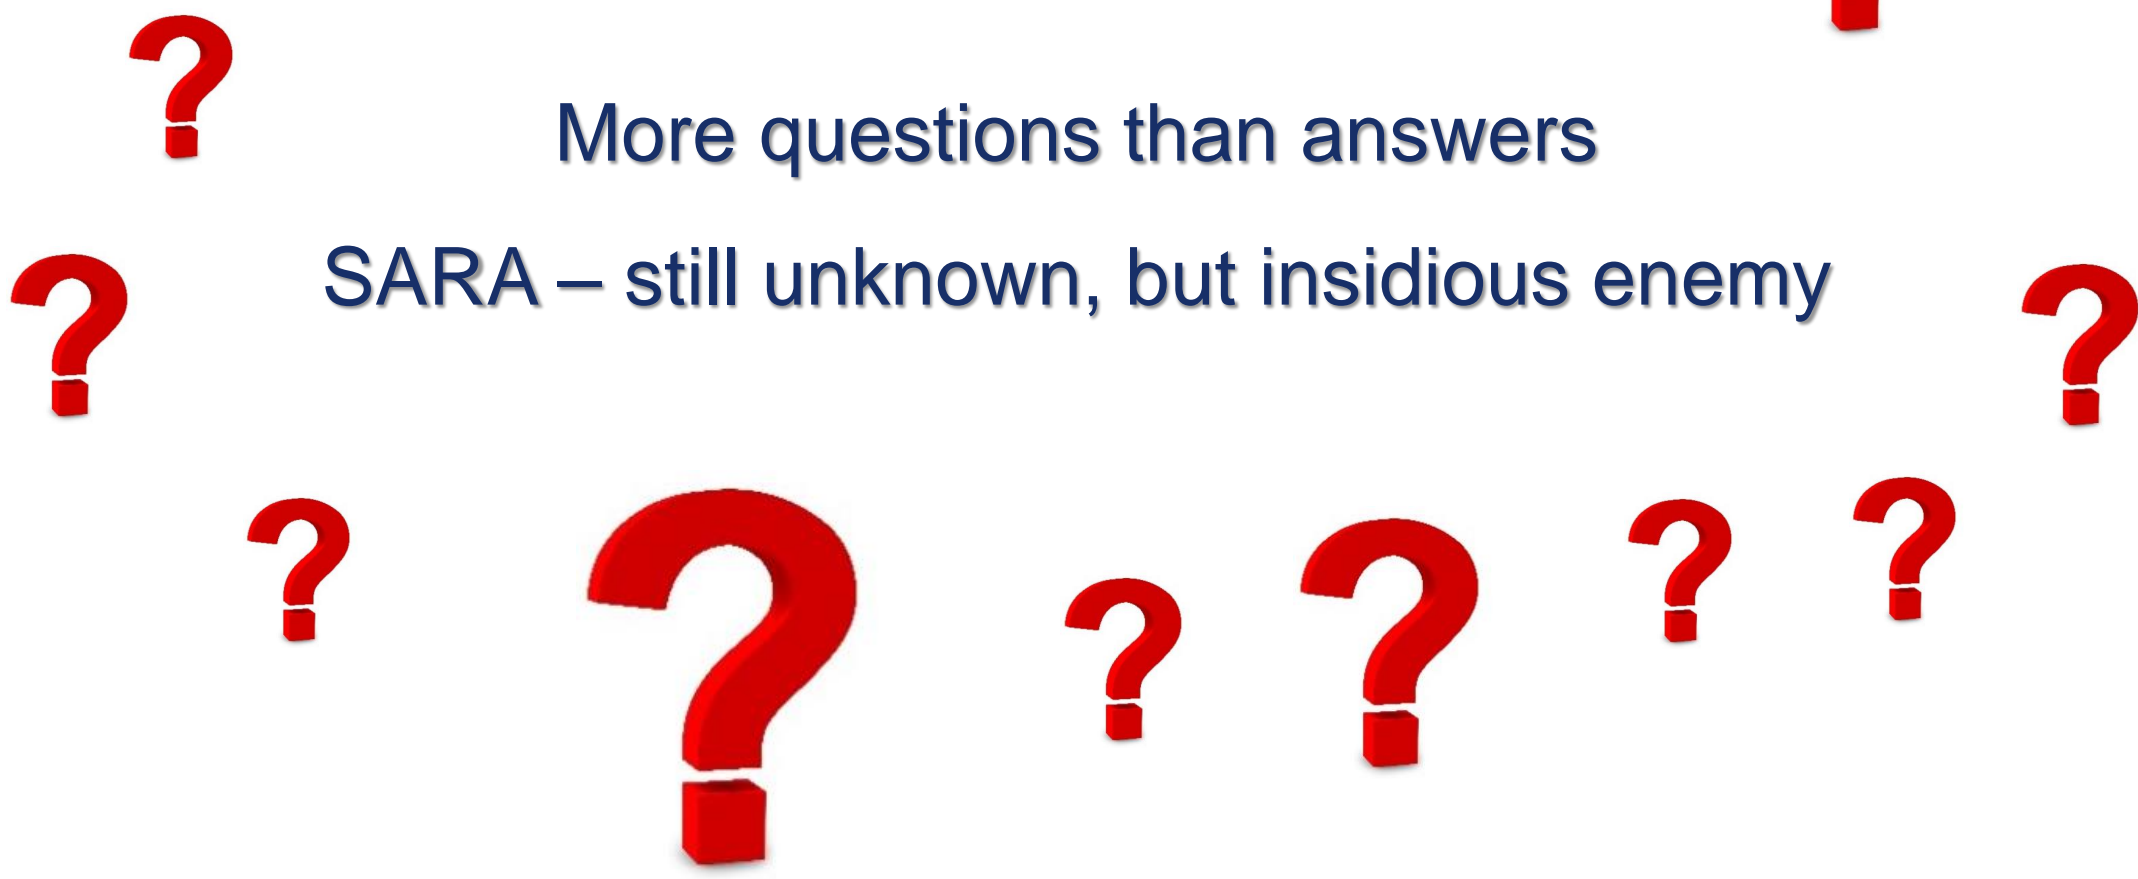 More questions than answers
SARA – still unknown, but insidious enemy